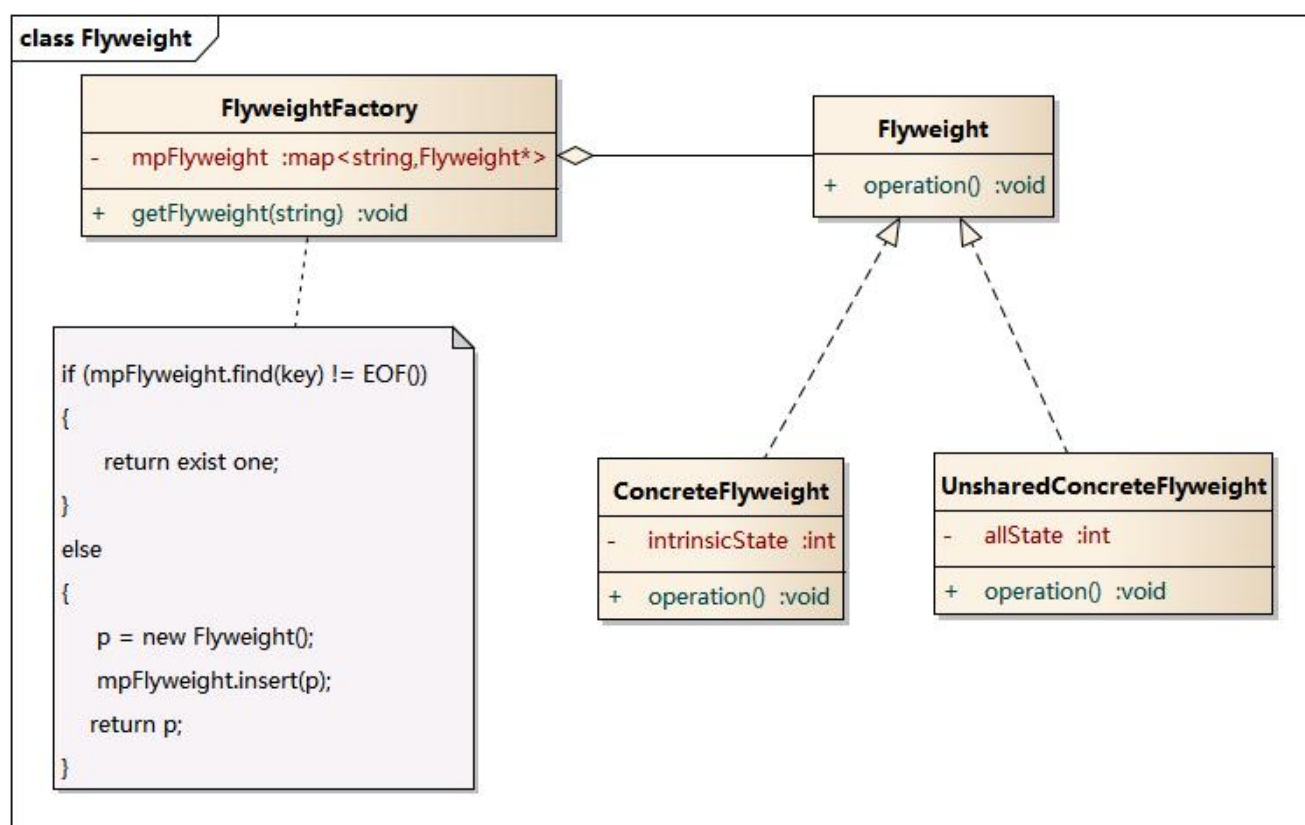 class Flyweight
FlyweightFactory
- mpFlyweight :map<string,Flyweight*>
+ getFlyweight(string) :void
Flyweight
+ operation() :void
if (mpFlyweight.find(key) != EOF())
{
return exist one;
}
else
{
p = new Flyweight();
mpFlyweight.insert(p);
return p;
}
ConcreteFlyweight
- intrinsicState :int
+ operation() :void
UnsharedConcreteFlyweight
- allState :int
+ operation() :void